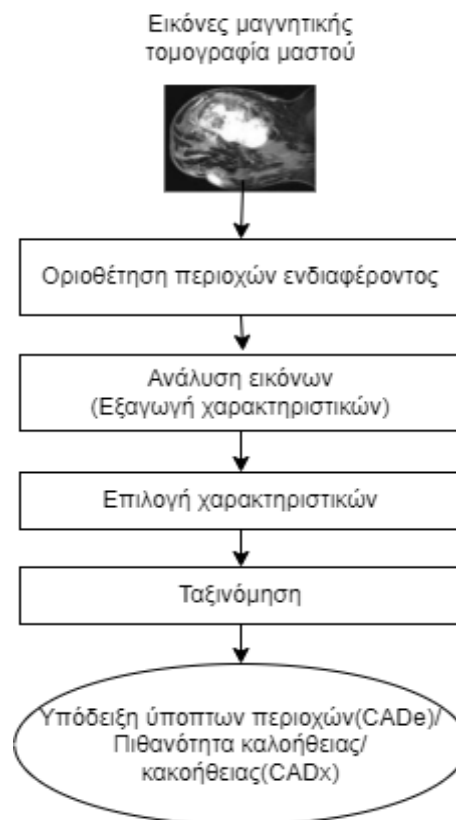 Εικόνες μαγνητικής
τομογραφία μαστού
Οριοθέτηση περιοχών ενδιαφέροντος
Ανάλυση εικόνων
(Εξαγωγή χαρακτηριστικών)
Επιλογή χαρακτηριστικών
Ταξινόμηση
Υπόδειξη ύποπτων περιοχών(CADe)/
Πιθανότητα καλοήθειας/
κακοήθειας(CADx)